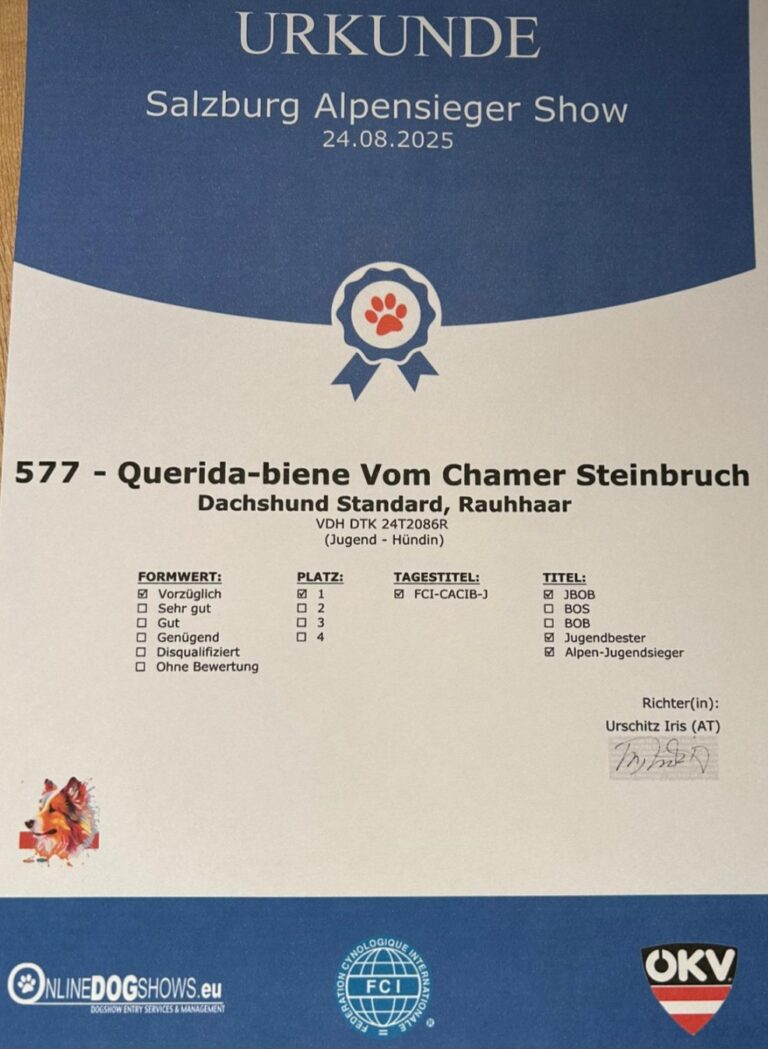 URKUNDE
Salzburg Alpensieger Show
24.08.2025
577 - Querida-biene Vom Chamer Steinbruch
Dachshund Standard, Rauhhaar
VDH DTK 24T2086R
(Jugend - Hündin)
FORMWERT:
☑ Vorzüglich
☐ Sehr gut
☐ Gut
☐ Genügend
☐ Disqualifiziert
☐ Ohne Bewertung
PLATZ:
☑ 1
☐ 2
☐ 3
☐ 4
TAGESTITEL:
☑ FCI-CACIB-J
TITEL:
☑ JBOB
☐ BOS
☐ BOB
☑ Jugendbester
☑ Alpen-Jugendsieger
Richter(in):
Urschitz Iris (AT)
ONLINEDOGSHOWS.eu
DOGSHOW ENTRY SERVICES & MANAGEMENT
FEDERATION CYNOLOGIQUE INTERNATIONALE
FCI
®
ÖKV